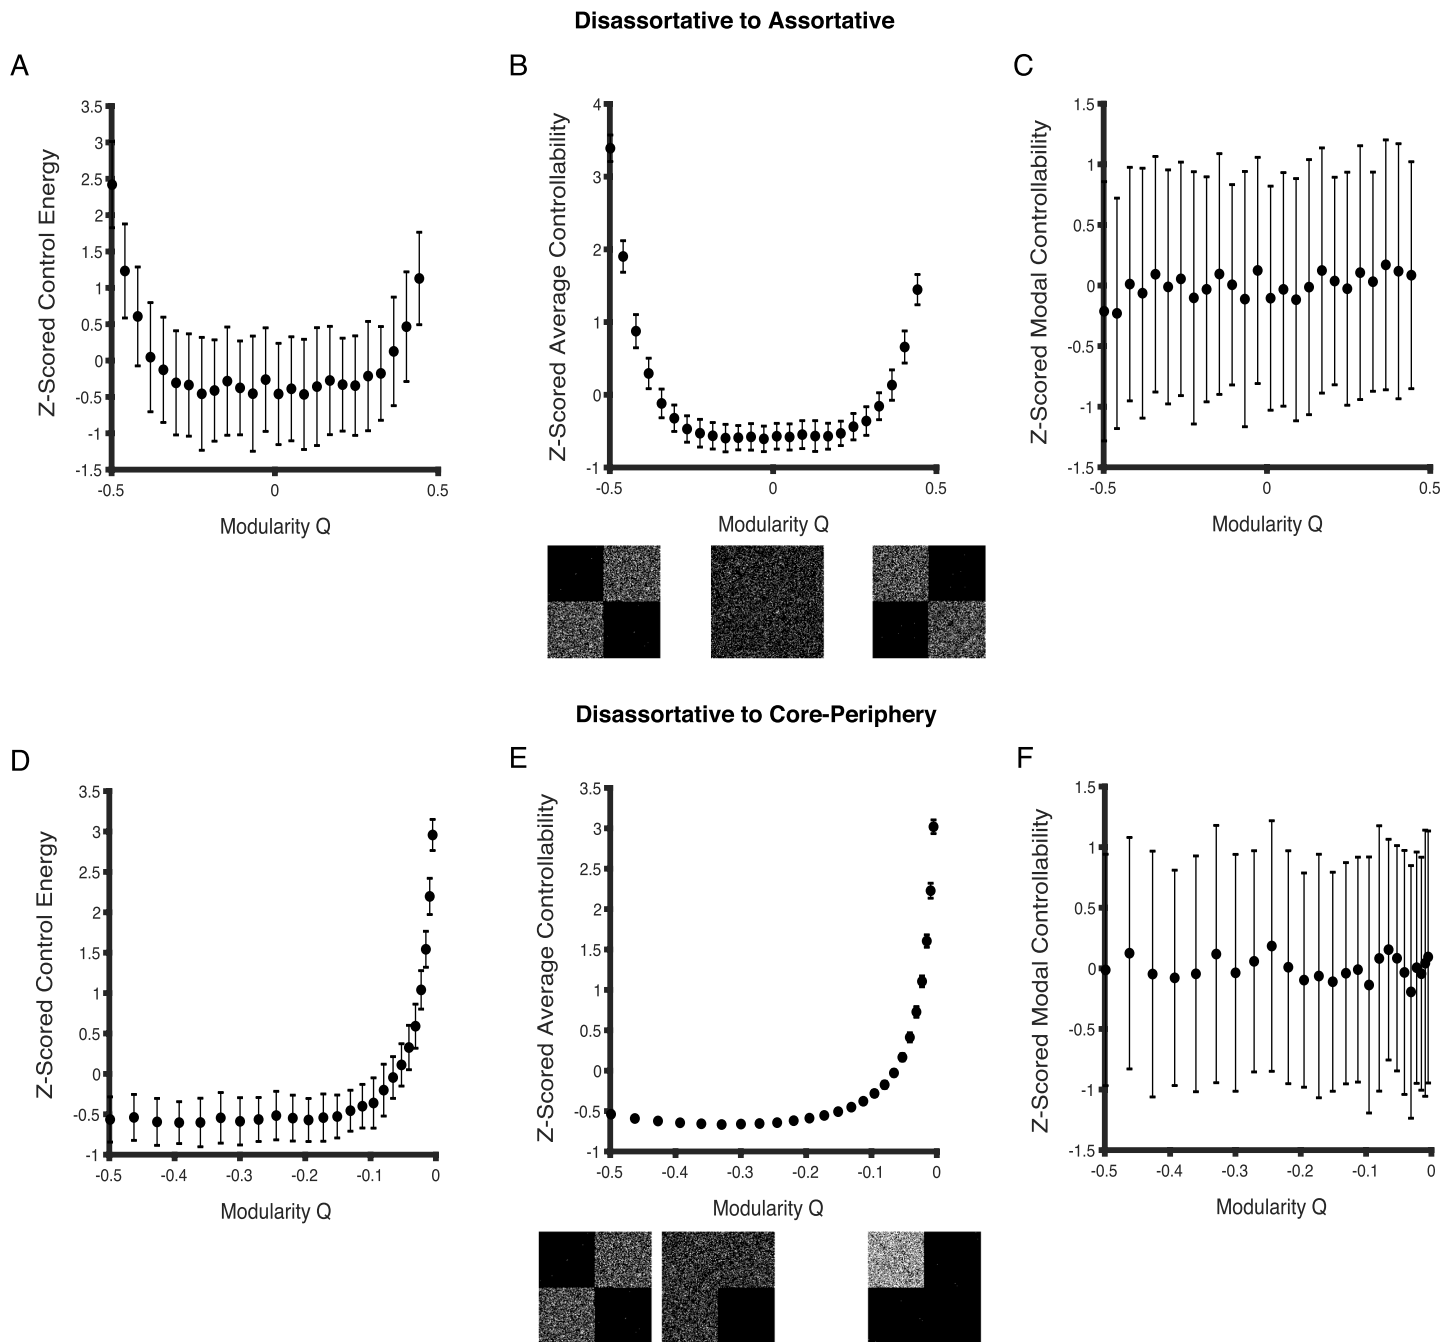 Disassortative to Assortative
A
B
C
Z-Scored Control Energy
3.5
3
2.5
2
1.5
1
0.5
0
-0.5
-1
-1.5
-0.5 0 0.5
Modularity Q
Z-Scored Average Controllability
4
3
2
1
0
-1
-0.5 0 0.5
Modularity Q
Z-Scored Modal Controllability
1.5
1
0.5
0
-0.5
-1
-1.5
-0.5 0 0.5
Modularity Q
Disassortative to Core-Periphery
D
E
F
Z-Scored Control Energy
3.5
3
2.5
2
1.5
1
0.5
0
-0.5
-1
-0.5 -0.4 -0.3 -0.2 -0.1 0
Modularity Q
Z-Scored Average Controllability
3.5
3
2.5
2
1.5
1
0.5
0
-0.5
-1
-0.5 -0.4 -0.3 -0.2 -0.1 0
Modularity Q
Z-Scored Modal Controllability
1.5
1
0.5
0
-0.5
-1
-1.5
-0.5 -0.4 -0.3 -0.2 -0.1 0
Modularity Q